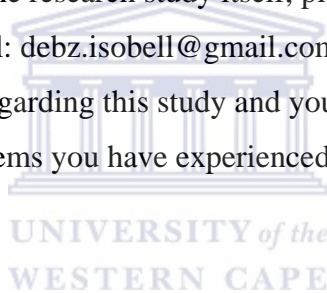 research study itself, p
l: debz.isobell@gmail.com
garding this study and you
ems you have experienced
UNIVERSITY of the
WESTERN CAPE